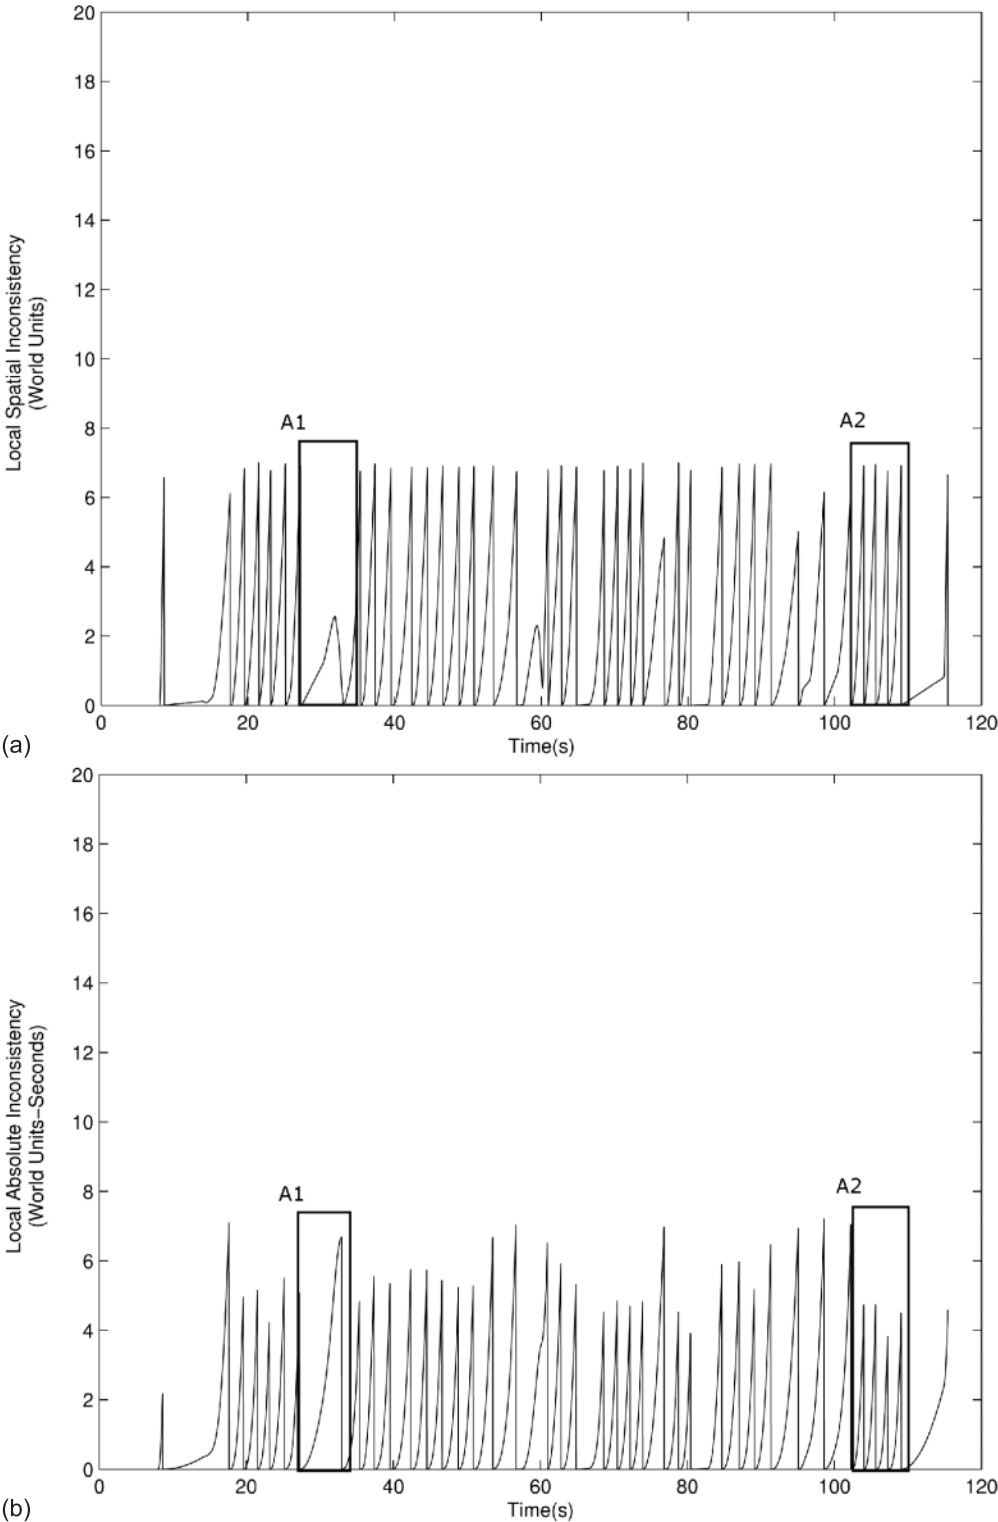 20
18
16
14
12
10
8
6
4
2
0
Local Spatial Inconsistency
(World Units)
A1
A2
0 20 40 60 80 100 120
Time(s)
(a)
20
18
16
14
12
10
8
6
4
2
0
Local Absolute Inconsistency
(World Units−Seconds)
A1
A2
0 20 40 60 80 100 120
Time(s)
(b)